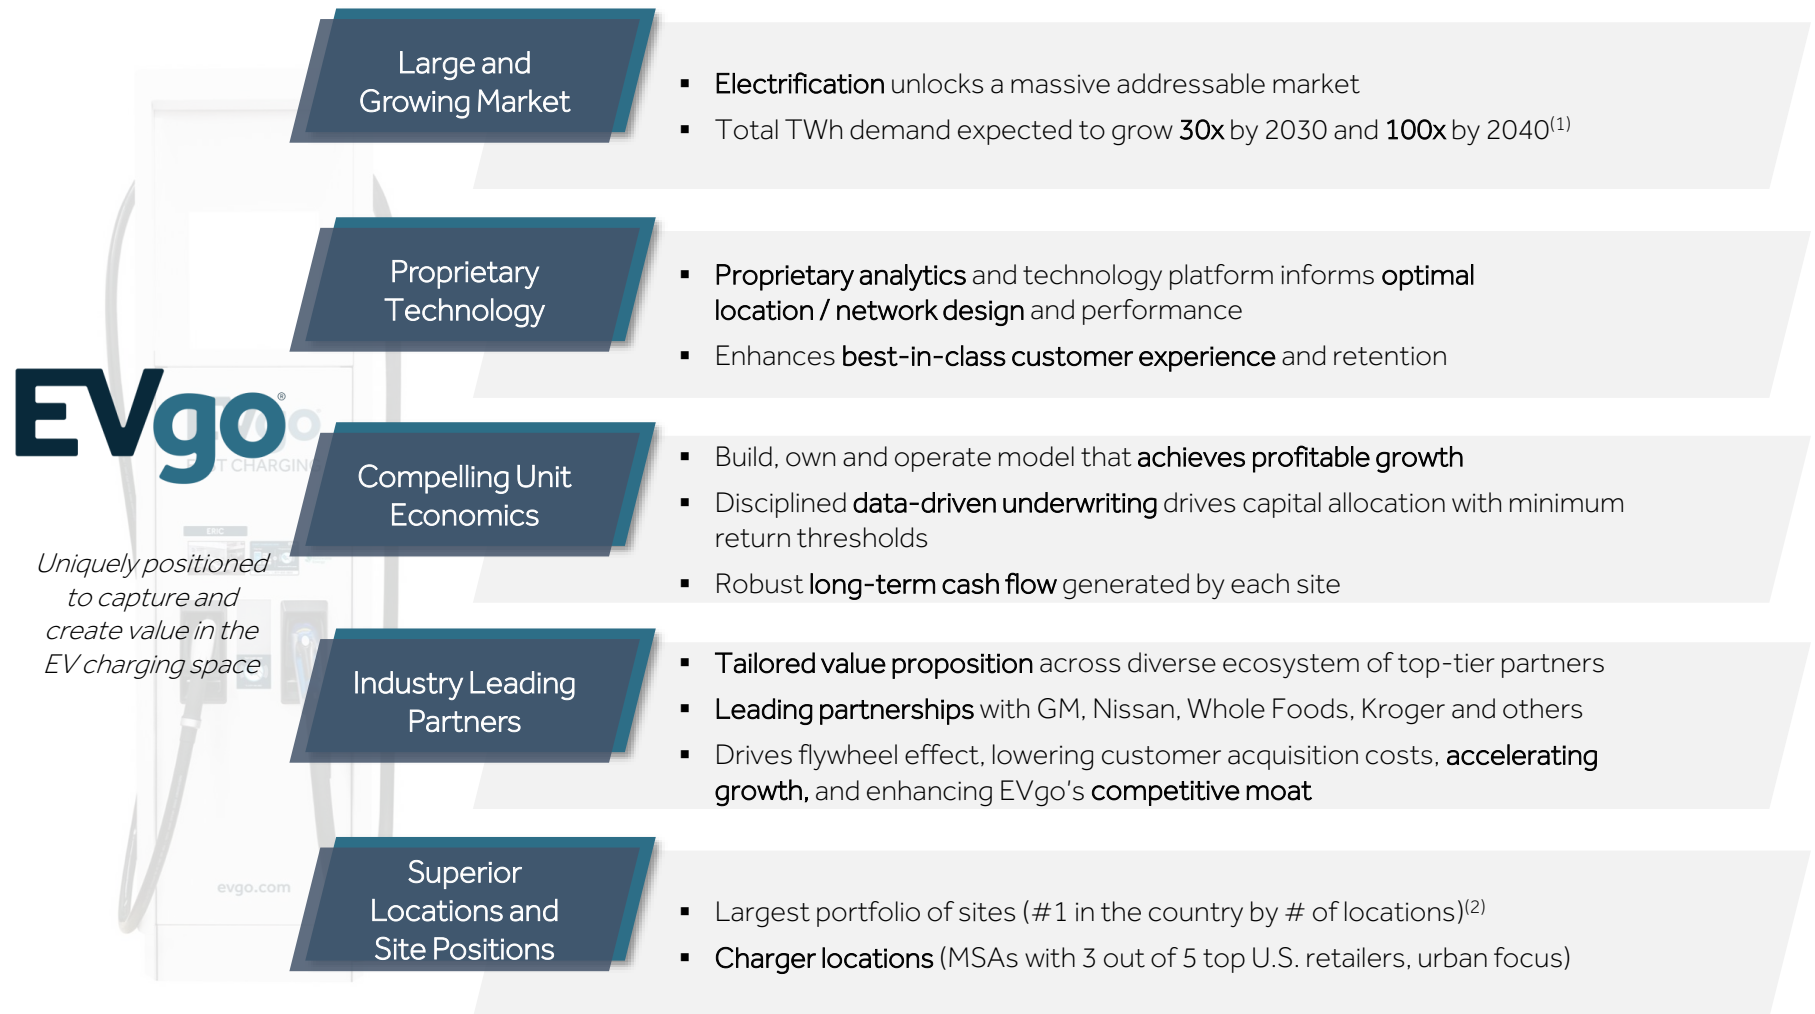 Large and
Growing Market
▪ Electrification unlocks a massive addressable market
▪ Total TWh demand expected to grow 30x by 2030 and 100x by 2040(1)
Proprietary
Technology
▪ Proprietary analytics and technology platform informs optimal
location / network design and performance
▪ Enhances best-in-class customer experience and retention
EVgo®
Uniquely positioned
to capture and
create value in the
EV charging space
Compelling Unit
Economics
▪ Build, own and operate model that achieves profitable growth
▪ Disciplined data-driven underwriting drives capital allocation with minimum
return thresholds
▪ Robust long-term cash flow generated by each site
Industry Leading
Partners
▪ Tailored value proposition across diverse ecosystem of top-tier partners
▪ Leading partnerships with GM, Nissan, Whole Foods, Kroger and others
▪ Drives flywheel effect, lowering customer acquisition costs, accelerating
growth, and enhancing EVgo's competitive moat
Superior
Locations and
Site Positions
▪ Largest portfolio of sites (#1 in the country by # of locations)(2)
▪ Charger locations (MSAs with 3 out of 5 top U.S. retailers, urban focus)
ERIC
evgo.com